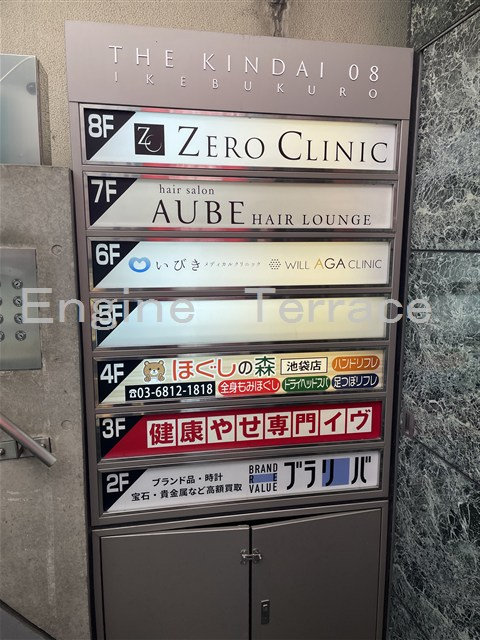 THE KINDAI 08
IKEBUKURO
8F ZC ZERO CLINIC
7F hair salon
AUBE HAIR LOUNGE
6F いびき メディカルクリニック WILL AGA CLINIC
Engine Terrace
5F
4F ほぐしの森 池袋店 ハンドリフレ
☎03-6812-1818 全身もみほぐし ドライヘッドスパ 足つぼリフレ
3F 健康やせ専門イヴ
2F ブランド品・時計
宝石・貴金属など高額買取
BRAND
RE
VALUE
ブラリバ